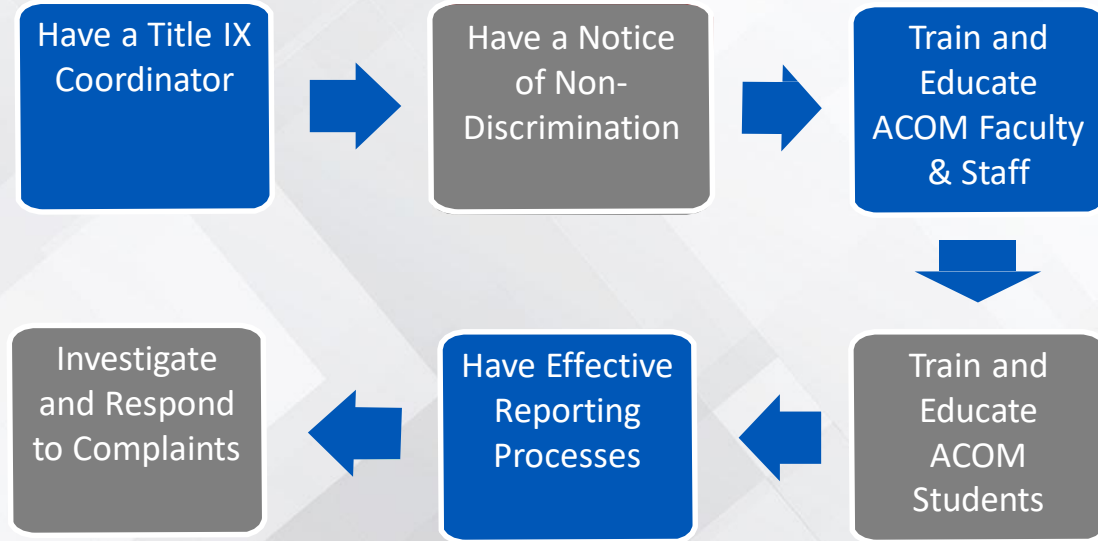 Have a Title IX
Coordinator
Have a Notice
of Non-
Discrimination
Train and
Educate
ACOM Faculty
& Staff
Train and
Educate
ACOM
Students
Have Effective
Reporting
Processes
Investigate
and Respond
to Complaints